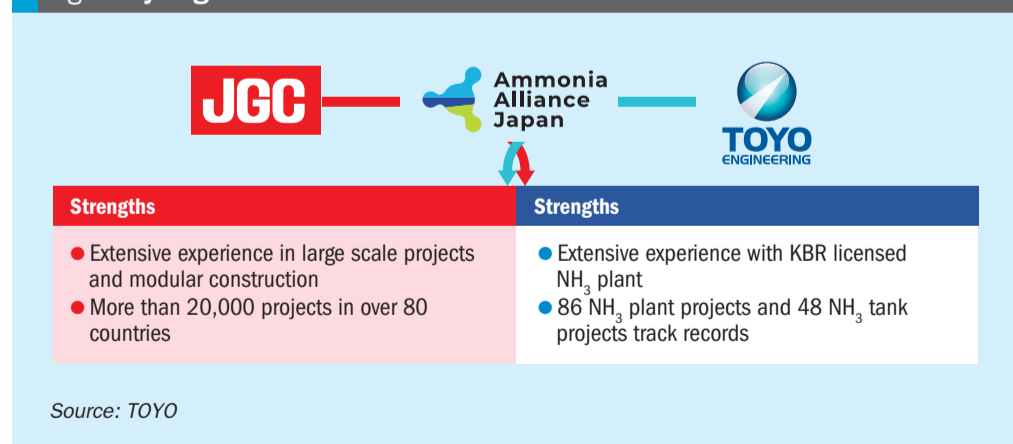 JGC
Ammonia
Alliance
Japan
TOYO
ENGINEERING
Strengths
● Extensive experience in large scale projects
and modular construction
● More than 20,000 projects in over 80
countries
Strengths
● Extensive experience with KBR licensed
NH₃ plant
● 86 NH₃ plant projects and 48 NH₃ tank
projects track records
Source: TOYO